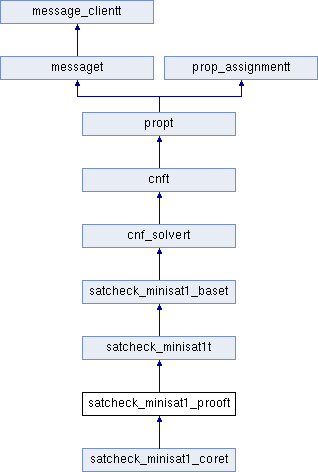 message_clientt
messaget
prop_assignmentt
propt
cnft
cnf_solvert
satcheck_minisat1_baset
satcheck_minisat1t
satcheck_minisat1_prooft
satcheck_minisat1_coret